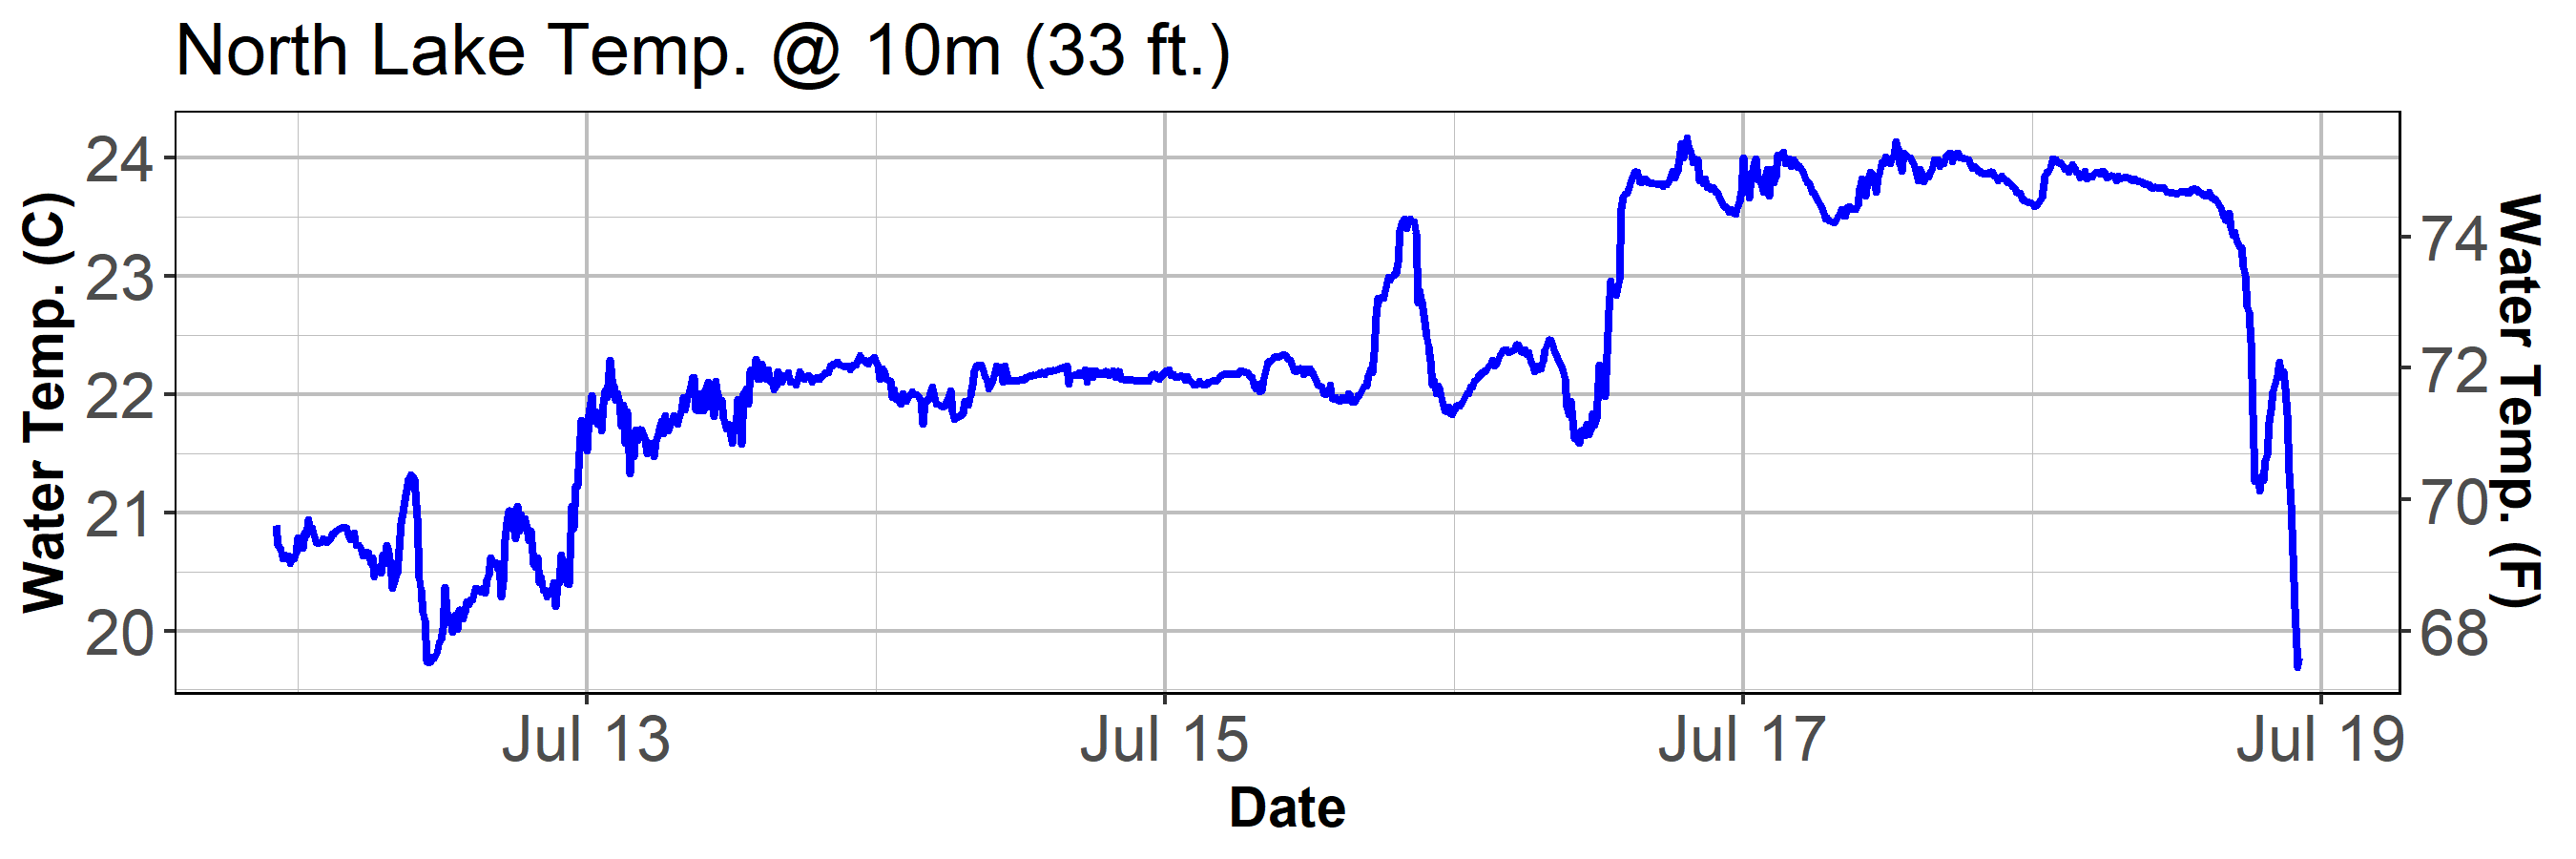 North Lake Temp. @ 10m (33 ft.)
Water Temp. (C)
24
23
22
21
20
74
72
70
68
Water Temp. (F)
Jul 13
Jul 15
Jul 17
Jul 19
Date